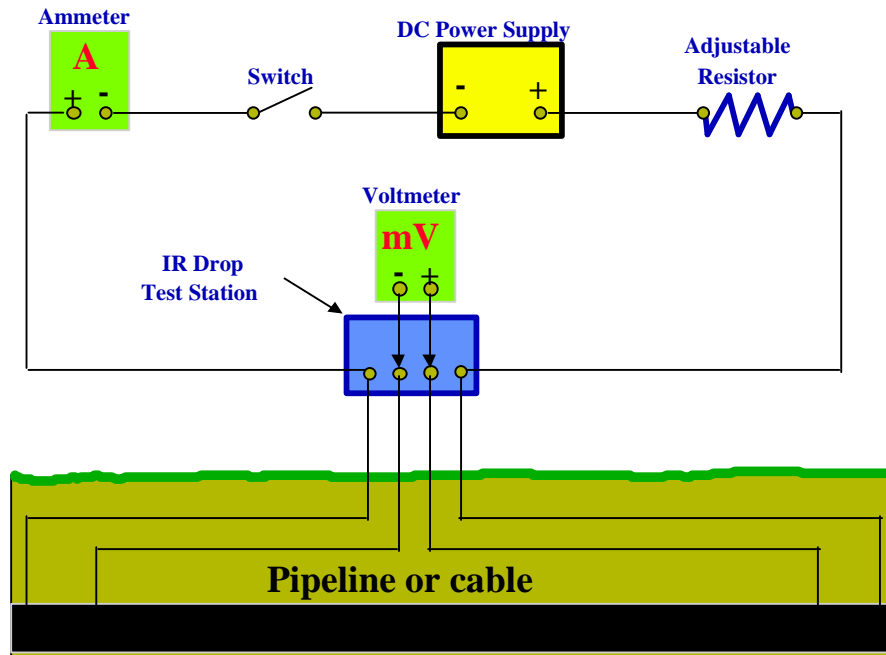 Ammeter
A
+ -
Switch
DC Power Supply
- +
Adjustable
Resistor
Voltmeter
mV
- +
IR Drop
Test Station
Pipeline or cable